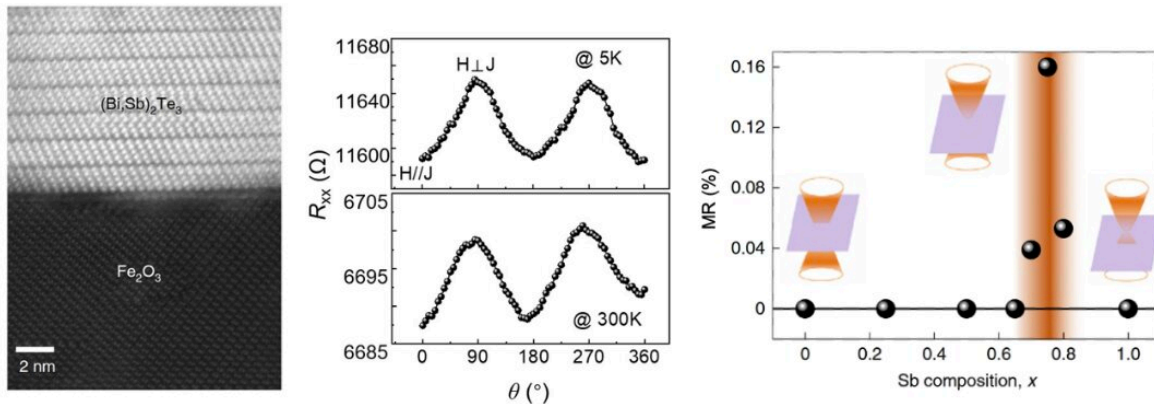 (Bi,Sb)₂Te₃
Fe₂O₃
2 nm
Rxx (Ω)
11680
11640
11600
H⊥J
@ 5K
H//J
6705
6695
6685
@ 300K
0 90 180 270 360
θ (°)
MR (%)
0.16
0.12
0.08
0.04
0
0 0.2 0.4 0.6 0.8 1.0
Sb composition, x